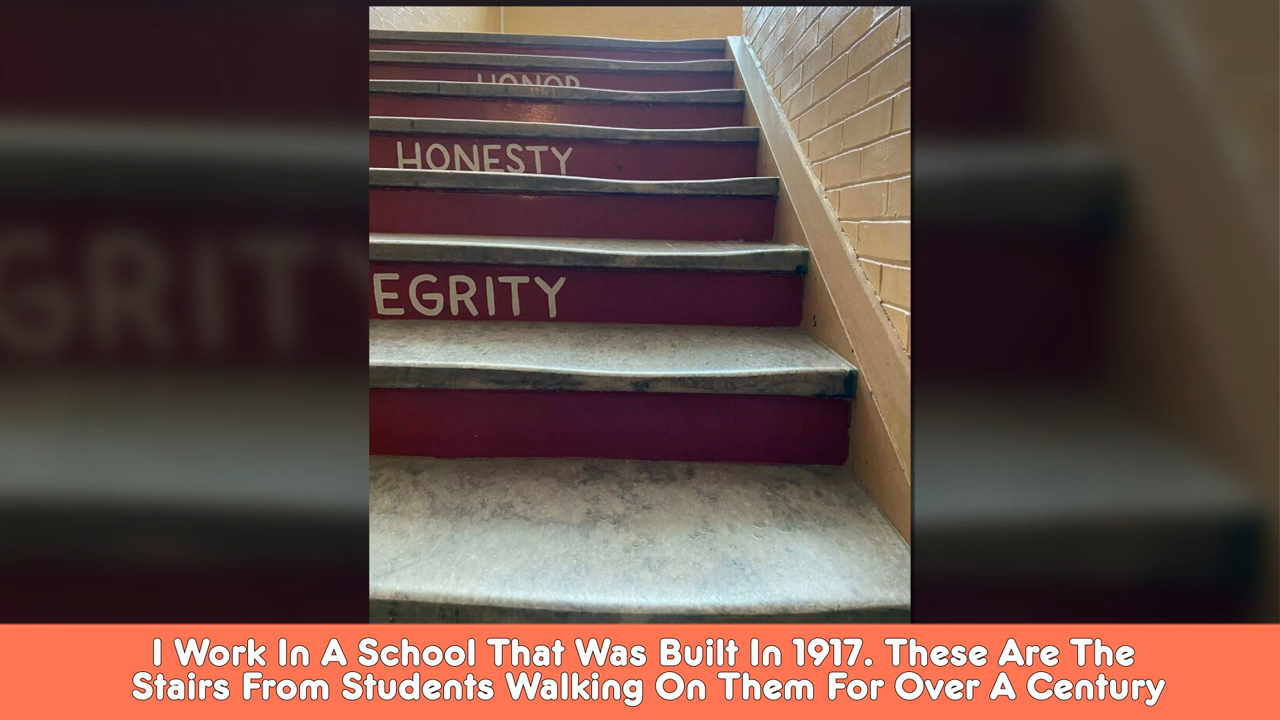 HONOR
HONESTY
EGRITY
I Work In A School That Was Built In 1917. These Are The
Stairs From Students Walking On Them For Over A Century